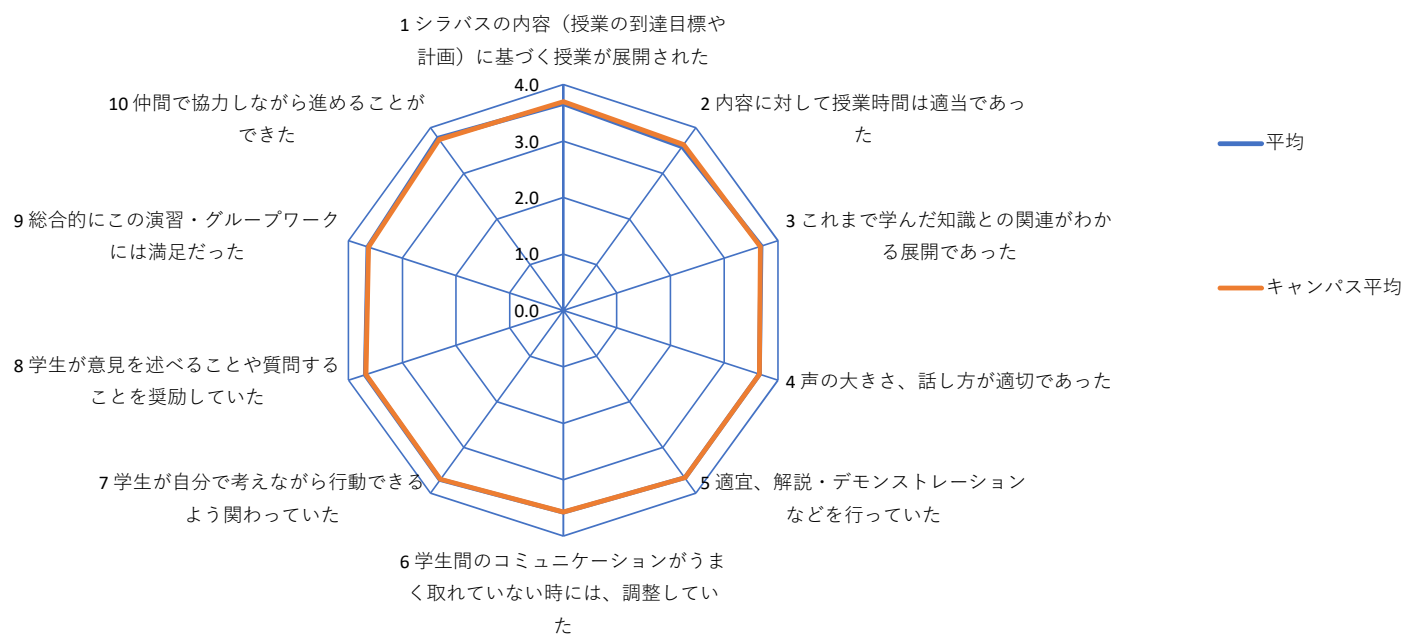 1 シラバスの内容（授業の到達目標や
計画）に基づく授業が展開された
2 内容に対して授業時間は適当であっ
た
3 これまで学んだ知識との関連がわか
る展開であった
4 声の大きさ、話し方が適切であった
5 適宜、解説・デモンストレーション
などを行っていた
6 学生間のコミュニケーションがうま
く取れていない時には、調整してい
た
7 学生が自分で考えながら行動できる
よう関わっていた
8 学生が意見を述べることや質問する
ことを奨励していた
9 総合的にこの演習・グループワーク
には満足だった
10 仲間で協力しながら進めることが
できた
4.0
3.0
2.0
1.0
0.0
平均
キャンパス平均